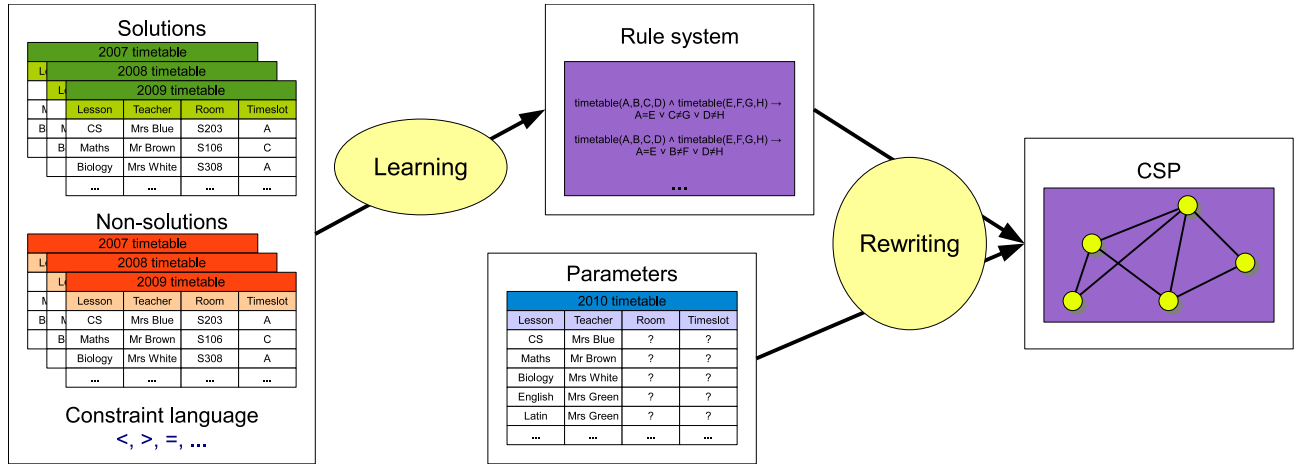 Solutions
2007 timetable
2008 timetable
2009 timetable
Lesson Teacher Room Timeslot
CS Mrs Blue S203 A
Maths Mr Brown S106 C
Biology Mrs White S308 A
... ... ... ...
Non-solutions
2007 timetable
2008 timetable
2009 timetable
Lesson Teacher Room Timeslot
CS Mrs Blue S203 A
Maths Mr Brown S106 C
Biology Mrs White S308 A
... ... ... ...
Constraint language
<, >, =, ...
Learning
Rule system
timetable(A,B,C,D) ∧ timetable(E,F,G,H) →
A=E ∨ C≠G ∨ D≠H
timetable(A,B,C,D) ∧ timetable(E,F,G,H) →
A=E ∨ B≠F ∨ D≠H
...
Parameters
2010 timetable
Lesson Teacher Room Timeslot
CS Mrs Blue ? ?
Maths Mr Brown ? ?
Biology Mrs White ? ?
English Mrs Green ? ?
Latin Mrs Green ? ?
... ... ... ...
Rewriting
CSP